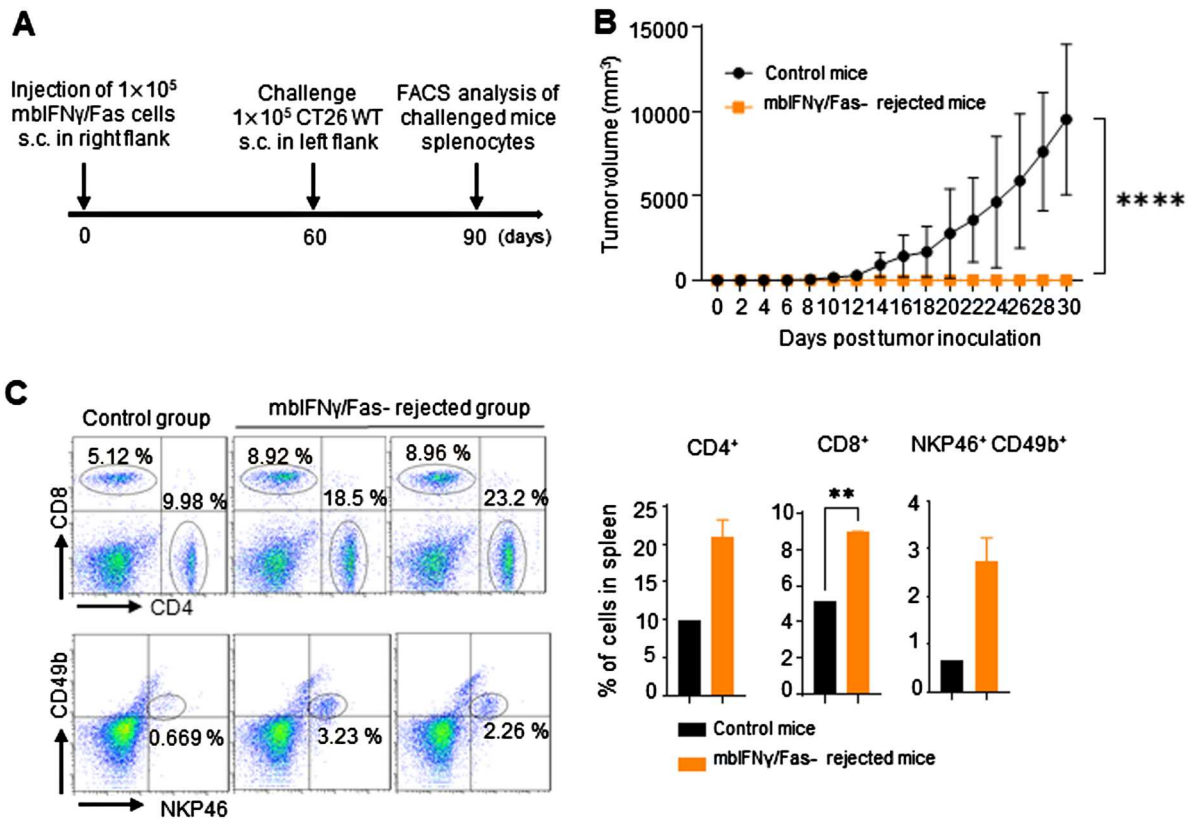 A
Injection of 1×10⁵
mbIFNγ/Fas cells
s.c. in right flank
Challenge
1×10⁵ CT26 WT
s.c. in left flank
FACS analysis of
challenged mice
splenocytes
0
60
90 (days)
B
Tumor volume (mm³)
15000
10000
5000
0
Control mice
mbIFNγ/Fas- rejected mice
****
0 2 4 6 8 10 12 14 16 18 20 22 24 26 28 30
Days post tumor inoculation
C
Control group
mbIFNγ/Fas- rejected group
5.12 %
9.98 %
8.92 %
18.5 %
8.96 %
23.2 %
CD8
CD4
CD49b
0.669 %
3.23 %
2.26 %
NKP46
% of cells in spleen
CD4⁺
25
20
15
10
10
5
0
CD8⁺
**
10
8
6
4
2
0
NKP46⁺ CD49b⁺
4
3
2
1
0
Control mice
mbIFNγ/Fas- rejected mice